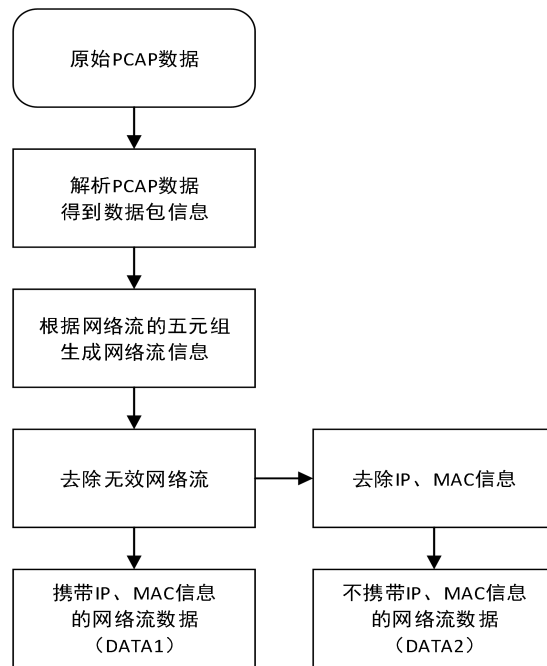 原始PCAP数据
解析PCAP数据
得到数据包信息
根据网络流的五元组
生成网络流信息
去除无效网络流
去除IP、MAC信息
携带IP、MAC信息
的网络流数据
（DATA1）
不携带IP、MAC信息
的网络流数据
（DATA2）